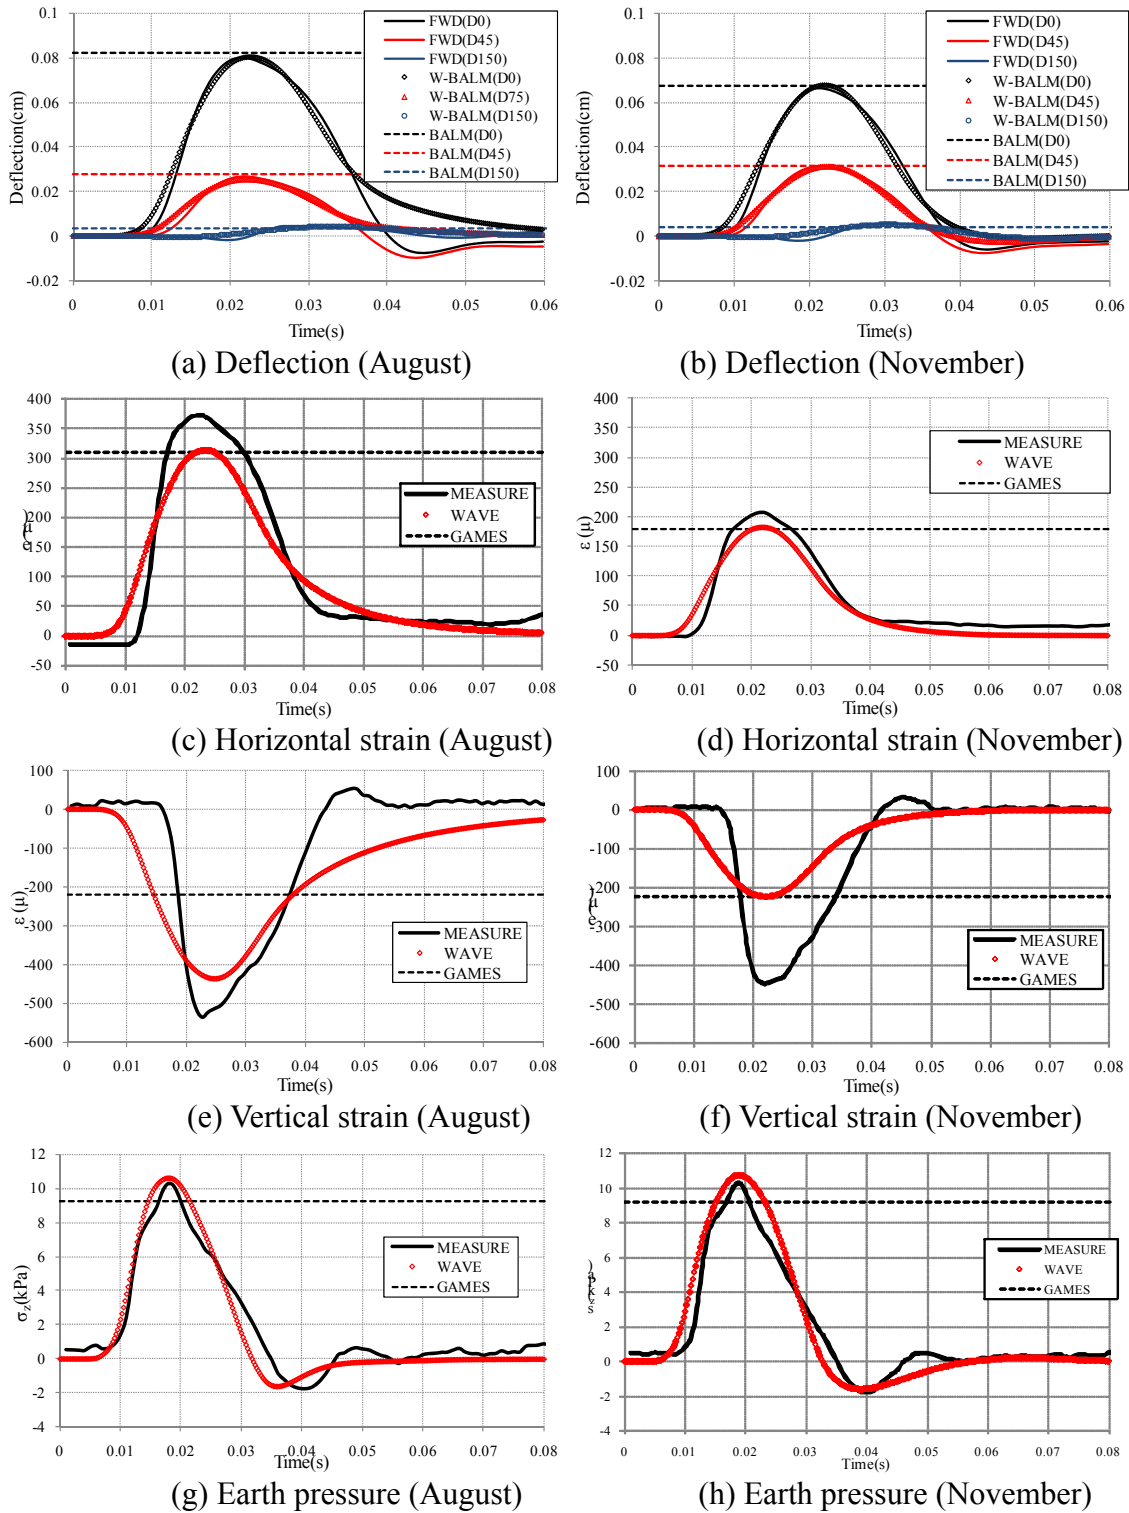 0.1
0.08
0.06
0.04
0.02
0
-0.02
Deflection(cm)
0
0.01
0.02
0.03
0.04
0.05
0.06
Time(s)
FWD(D0)
FWD(D45)
FWD(D150)
W-BALM(D0)
W-BALM(D75)
W-BALM(D150)
BALM(D0)
BALM(D45)
BALM(D150)
(a) Deflection (August)
0.1
0.08
0.06
0.04
0.02
0
-0.02
Deflection(cm)
0
0.01
0.02
0.03
0.04
0.05
0.06
Time(s)
FWD(D0)
FWD(D45)
FWD(D150)
W-BALM(D0)
W-BALM(D45)
W-BALM(D150)
BALM(D0)
BALM(D45)
BALM(D150)
(b) Deflection (November)
400
350
300
250
200
150
100
50
0
-50
0
0.01
0.02
0.03
0.04
0.05
0.06
0.07
0.08
Time(s)
MEASURE
WAVE
GAMES
(c) Horizontal strain (August)
400
350
300
250
200
150
100
50
0
-50
ε (μ)
0
0.01
0.02
0.03
0.04
0.05
0.06
0.07
0.08
Time(s)
MEASURE
WAVE
GAMES
(d) Horizontal strain (November)
100
0
-100
-200
-300
-400
-500
-600
ε (μ)
0
0.01
0.02
0.03
0.04
0.05
0.06
0.07
0.08
Time(s)
MEASURE
WAVE
GAMES
(e) Vertical strain (August)
100
0
-100
-200
-300
-400
-500
-600
0
0.01
0.02
0.03
0.04
0.05
0.06
0.07
0.08
Time(s)
MEASURE
WAVE
GAMES
(f) Vertical strain (November)
12
10
8
6
4
2
0
-2
-4
σz(kPa)
0
0.01
0.02
0.03
0.04
0.05
0.06
0.07
0.08
Time(s)
MEASURE
WAVE
GAMES
(g) Earth pressure (August)
12
10
8
6
4
2
0
-2
-4
0
0.01
0.02
0.03
0.04
0.05
0.06
0.07
0.08
Time(s)
MEASURE
WAVE
GAMES
(h) Earth pressure (November)